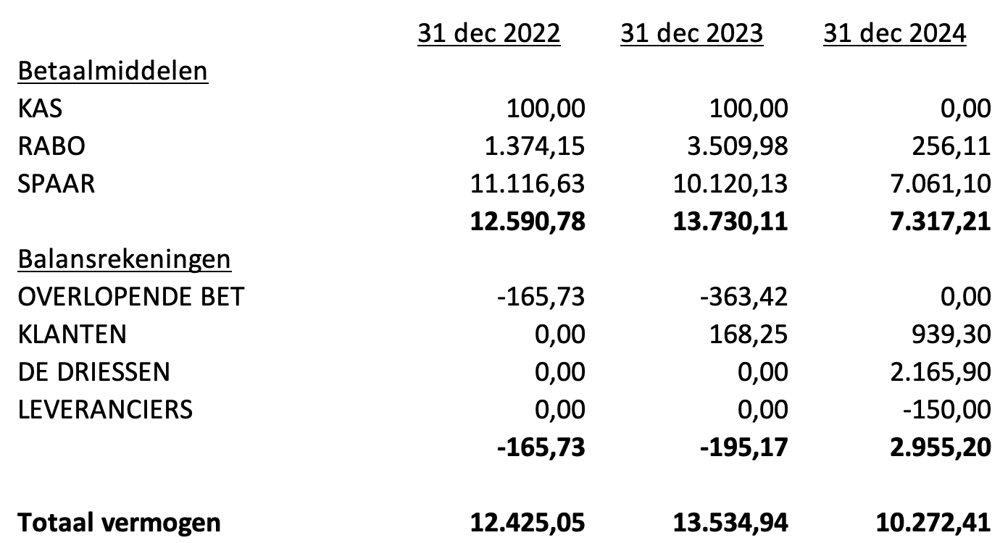 31 dec 2022 31 dec 2023 31 dec 2024
Betaalmiddelen
KAS 100,00 100,00 0,00
RABO 1.374,15 3.509,98 256,11
SPAAR 11.116,63 10.120,13 7.061,10
12.590,78 13.730,11 7.317,21
Balansrekeningen
OVERLOPENDE BET -165,73 -363,42 0,00
KLANTEN 0,00 168,25 939,30
DE DRIESSEN 0,00 0,00 2.165,90
LEVERANCIERS 0,00 0,00 -150,00
-165,73 -195,17 2.955,20
Totaal vermogen 12.425,05 13.534,94 10.272,41